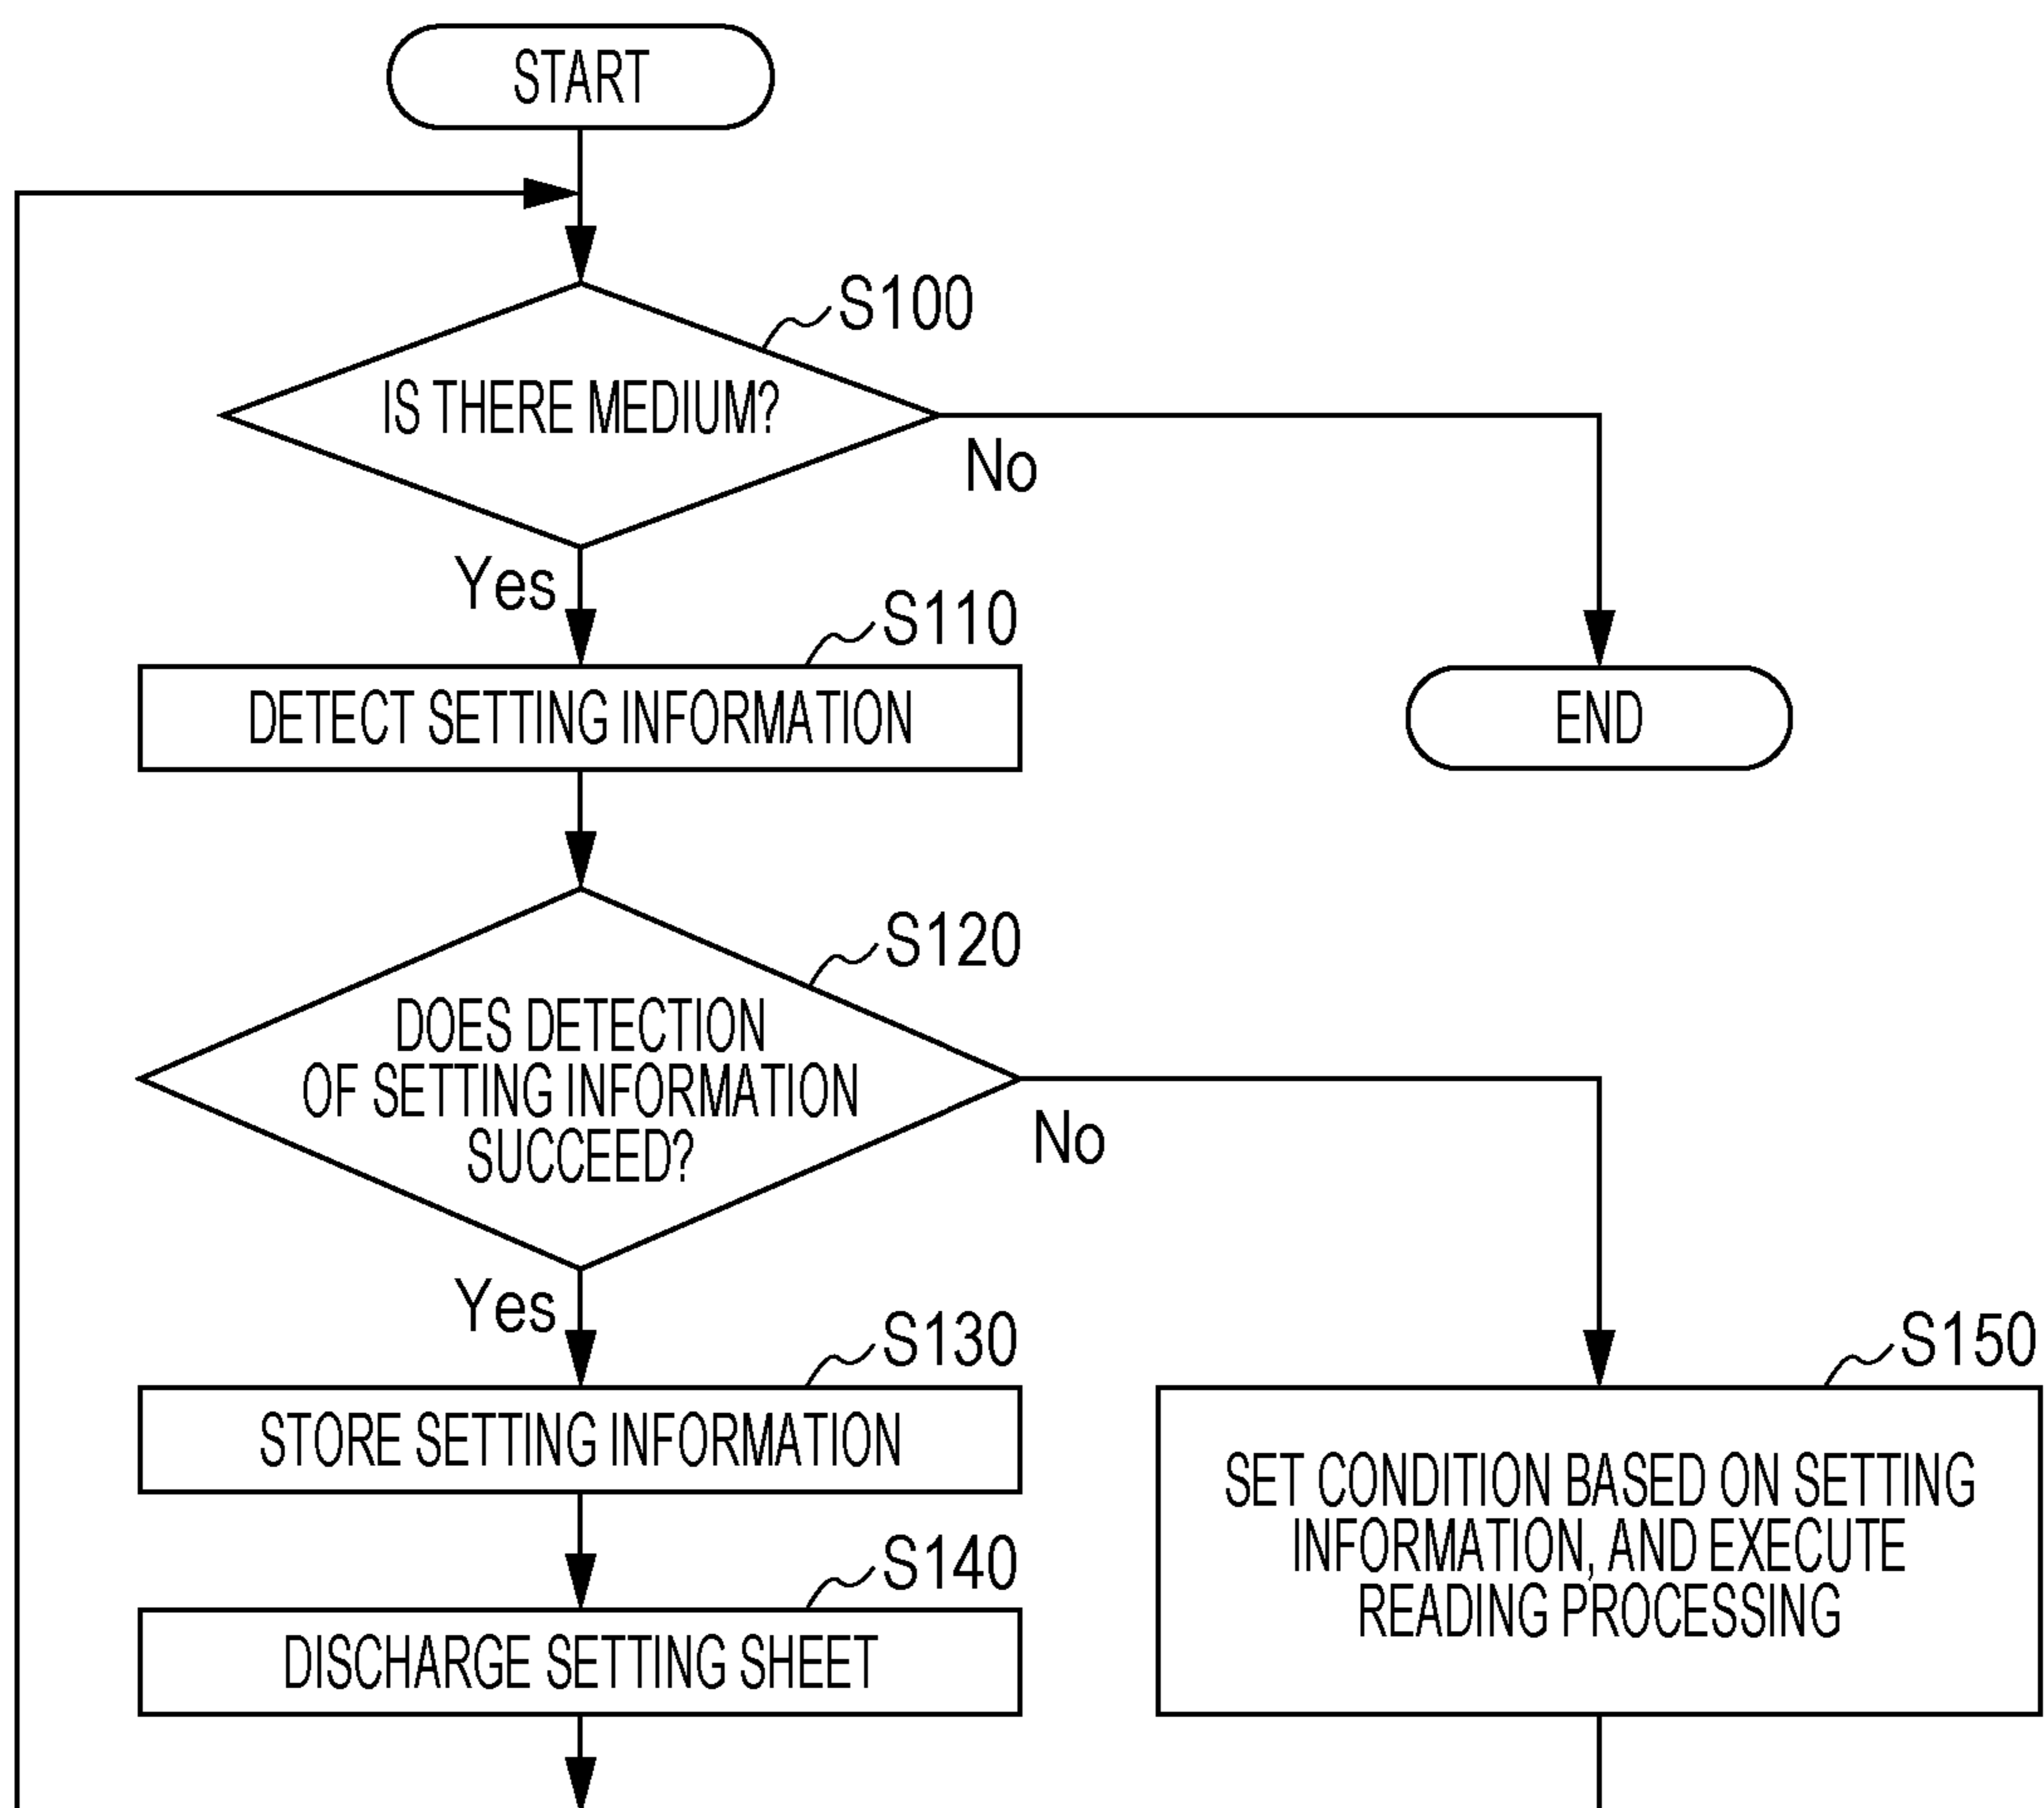 START
S100
IS THERE MEDIUM?
No
Yes
S110
DETECT SETTING INFORMATION
END
S120
DOES DETECTION
OF SETTING INFORMATION
SUCCEED?
No
Yes
S130
STORE SETTING INFORMATION
S150
SET CONDITION BASED ON SETTING
INFORMATION, AND EXECUTE
READING PROCESSING
S140
DISCHARGE SETTING SHEET